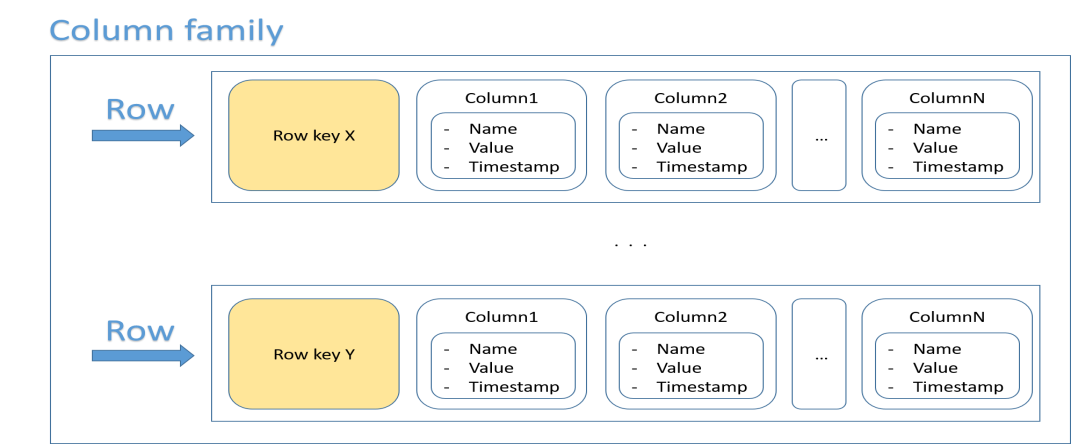 Column family
Row
Row key X
Column1
- Name
- Value
- Timestamp
Column2
- Name
- Value
- Timestamp
...
ColumnN
- Name
- Value
- Timestamp
. . .
Row
Row key Y
Column1
- Name
- Value
- Timestamp
Column2
- Name
- Value
- Timestamp
...
ColumnN
- Name
- Value
- Timestamp